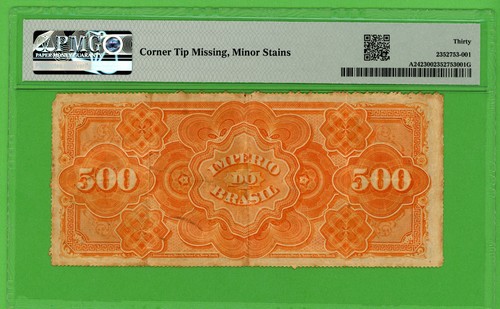 PMG
PAPER MONEY GUARANTY
Corner Tip Missing, Minor Stains
Thirty
2352753-001
A2423002352753001G
500
IMPERIO
DO
BRASIL
500